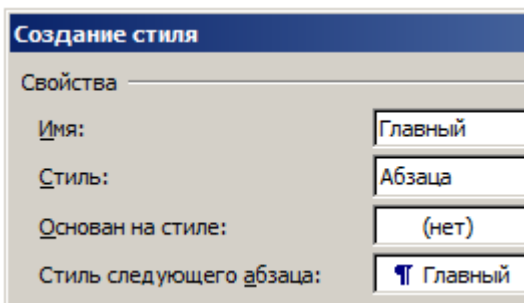 Создание стиля
Свойства
Имя: Главный
Стиль: Абзаца
Основан на стиле: (нет)
Стиль следующего абзаца: ¶ Главный